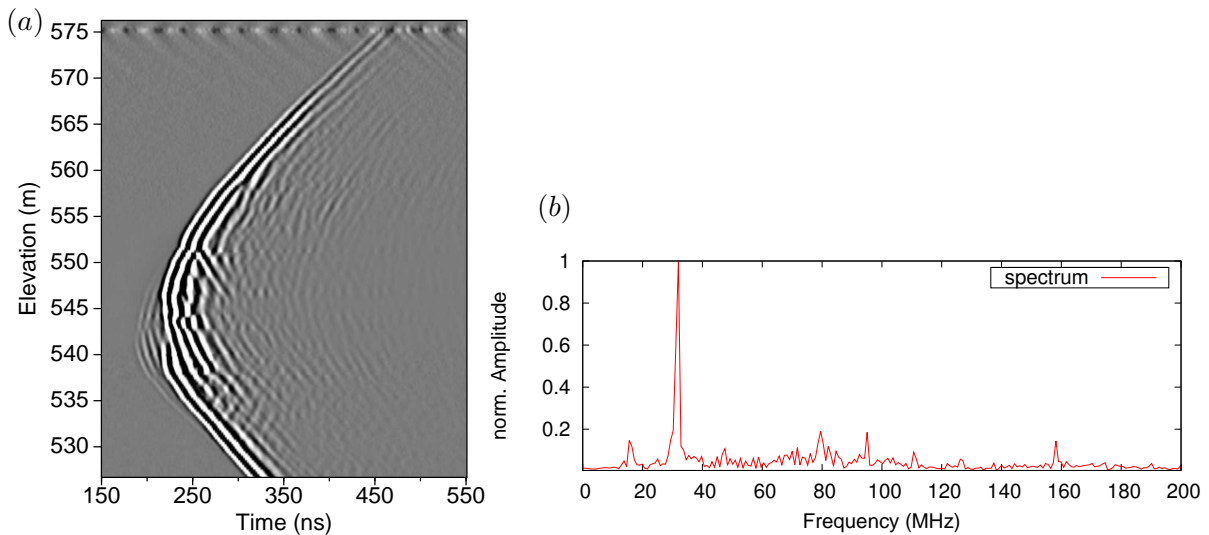 (a)
575
570
565
560
555
550
545
540
535
530
Elevation (m)
150 250 350 450 550
Time (ns)
(b)
1
0.8
0.6
0.4
0.2
norm. Amplitude
spectrum
0 20 40 60 80 100 120 140 160 180 200
Frequency (MHz)